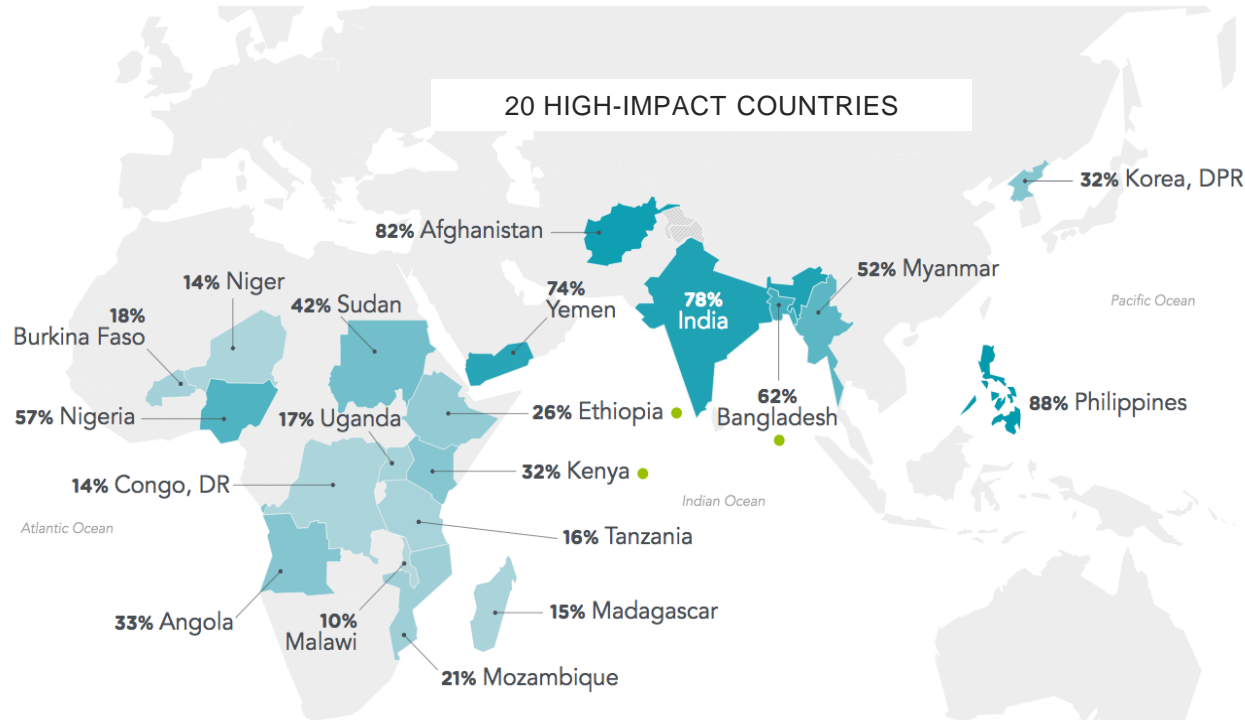 20 HIGH-IMPACT COUNTRIES
32% Korea, DPR
82% Afghanistan
52% Myanmar
14% Niger
74%
Yemen
42% Sudan
78%
India
Pacific Ocean
18%
Burkina Faso
62%
Bangladesh
88% Philippines
57% Nigeria
17% Uganda
26% Ethiopia
32% Kenya
14% Congo, DR
Indian Ocean
Atlantic Ocean
16% Tanzania
15% Madagascar
33% Angola
10%
Malawi
21% Mozambique